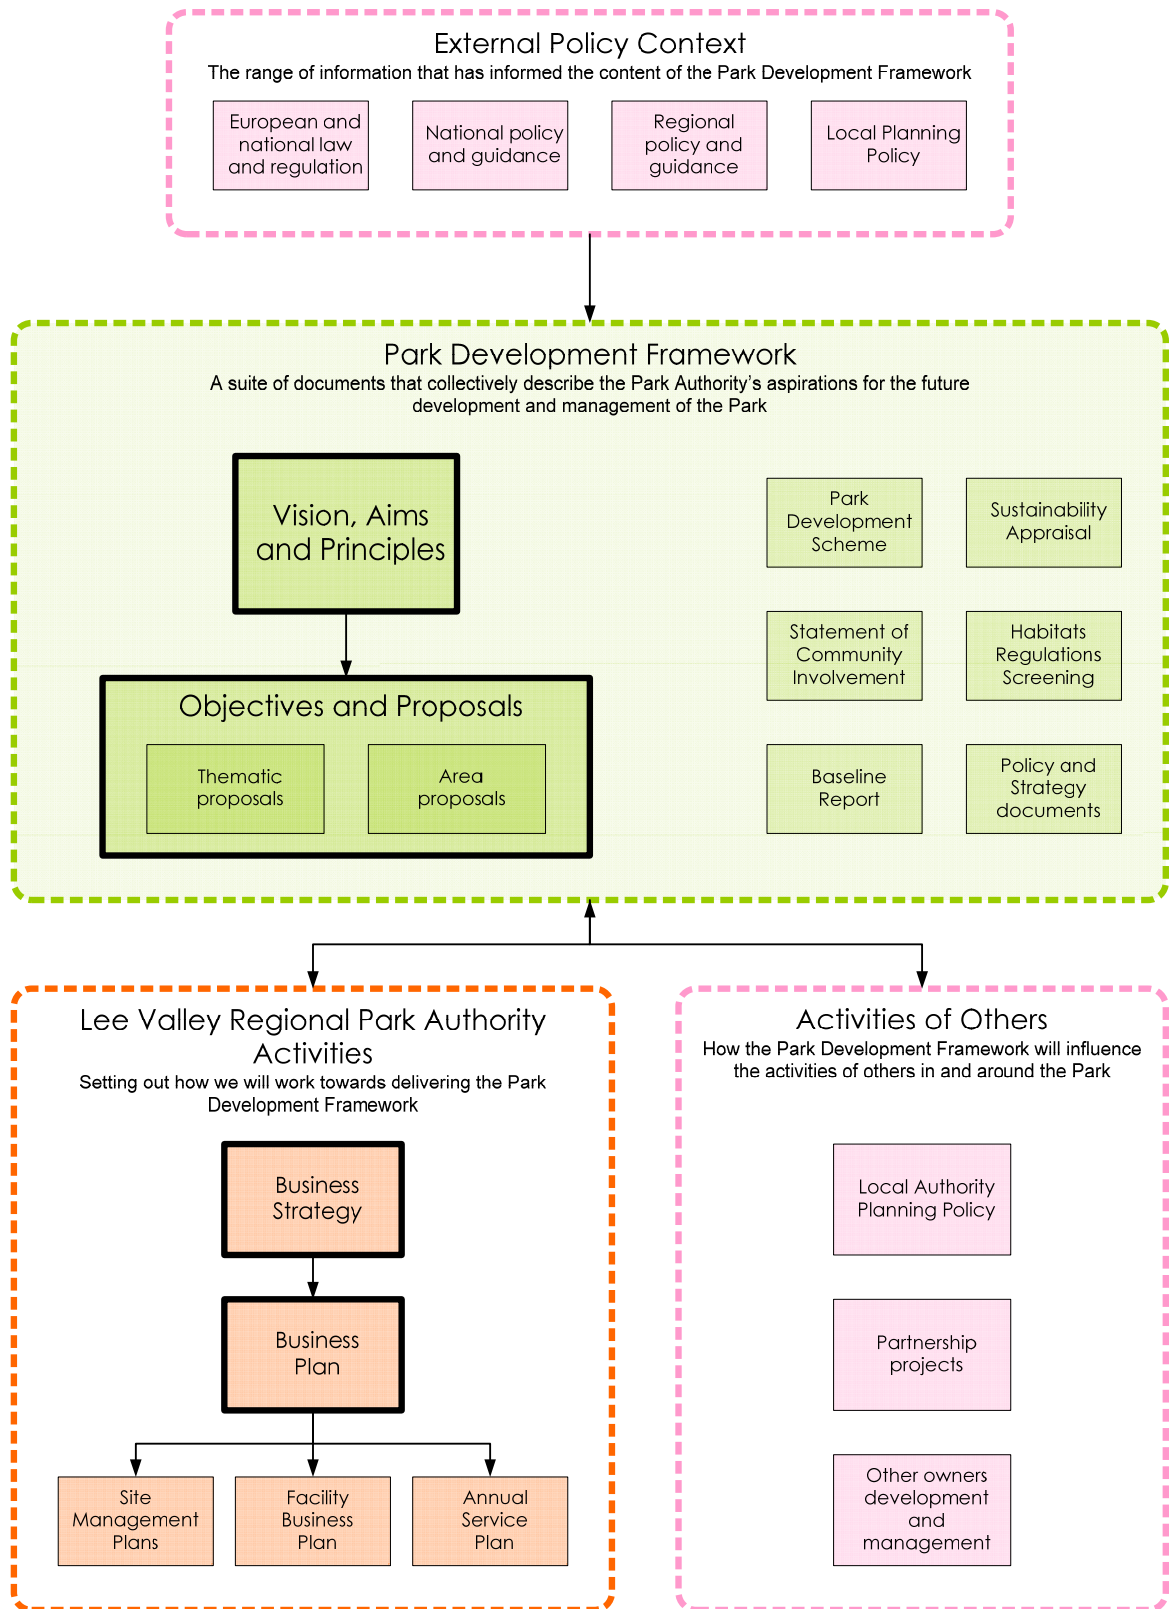 External Policy Context
The range of information that has informed the content of the Park Development Framework
European and
national law
and regulation
National policy
and guidance
Regional
policy and
guidance
Local Planning
Policy
Park Development Framework
A suite of documents that collectively describe the Park Authority's aspirations for the future
development and management of the Park
Vision, Aims
and Principles
Objectives and Proposals
Thematic
proposals
Area
proposals
Park
Development
Scheme
Sustainability
Appraisal
Statement of
Community
Involvement
Habitats
Regulations
Screening
Baseline
Report
Policy and
Strategy
documents
Lee Valley Regional Park Authority
Activities
Setting out how we will work towards delivering the Park
Development Framework
Business
Strategy
Business
Plan
Site
Management
Plans
Facility
Business
Plan
Annual
Service
Plan
Activities of Others
How the Park Development Framework will influence
the activities of others in and around the Park
Local Authority
Planning Policy
Partnership
projects
Other owners
development
and
management